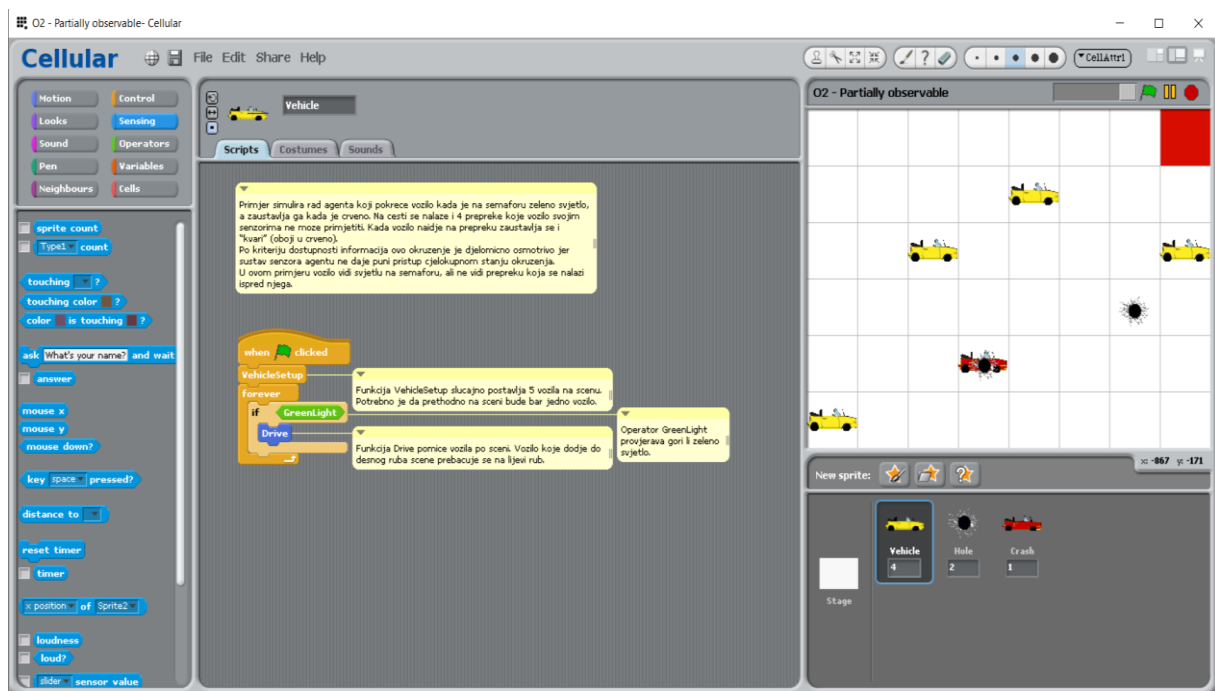 O2 - Partially observable- Cellular
Cellular
File Edit Share Help
CellAttr1
Motion Control
Looks Sensing
Sound Operators
Pen Variables
Neighbours Cells
sprite count
Type1 count
touching ?
touching color ?
color is touching ?
ask What's your name? and wait
answer
mouse x
mouse y
mouse down?
key space pressed?
distance to
reset timer
timer
x position of Sprite2
loudness
loud?
slider sensor value
Vehicle
Scripts Costumes Sounds
Primjer simulira rad agenta koji pokrece vozilo kada je na semaforu zeleno svjetlo,
a zaustavlja ga kada je crveno. Na cesti se nalaze i 4 prepreke koje vozilo svojim
senzorima ne moze primjetiti. Kada vozilo naidje na prepreku zaustavlja se i
"kvari" (oboji u crveno).
Po kriteriju dostupnosti informacija ovo okruzenje je djelomicno osmotrivo jer
sustav senzora agentu ne daje puni pristup cjelokupnom stanju okruzenja.
U ovom primjeru vozilo vidi svjetlu na semaforu, ali ne vidi prepreku koja se nalazi
ispred njega.
when clicked
VehicleSetup
forever
if GreenLight
Drive
Funkcija VehicleSetup slucajno postavlja 5 vozila na scenu.
Potrebno je da prethodno na sceni bude bar jedno vozilo.
Operator GreenLight
provjerava gori li zeleno
svjetlo.
Funkcija Drive pomice vozila po sceni. Vozilo koje dodje do
desnog ruba scene prebacuje se na lijevi rub.
O2 - Partially observable
New sprite:
x: -867 y: -171
Vehicle Hole Crash
4 2 1
Stage